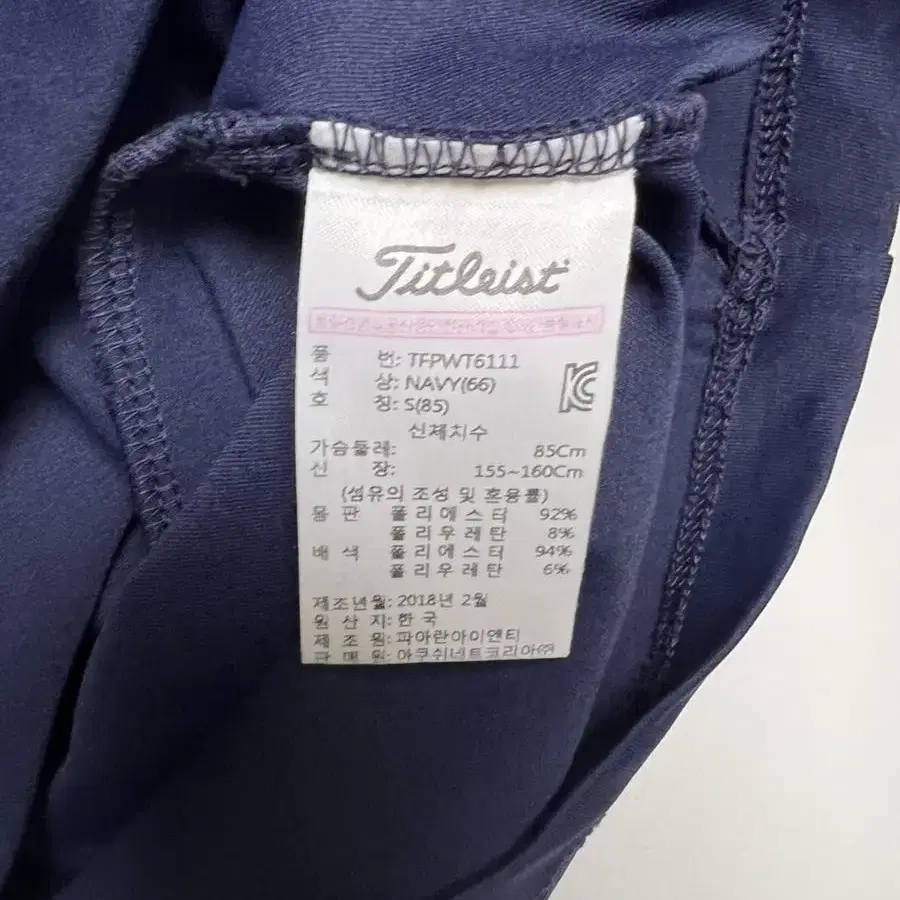 Titleist
품 번: TFPWT6111
색 상: NAVY(66)
호 칭: S(85)
신체치수
가슴둘레: 85Cm
신 장: 155~160Cm
(섬유의 조성 및 혼용률)
몸 판 폴리에스터 92%
폴리우레탄 8%
배 색 폴리에스터 94%
폴리우레탄 6%
제조년월: 2018년 2월
원 산 지: 한 국
제 조 원: 파아란아이엔티
판 매 원: 아쿠쉬네트코리아㈜